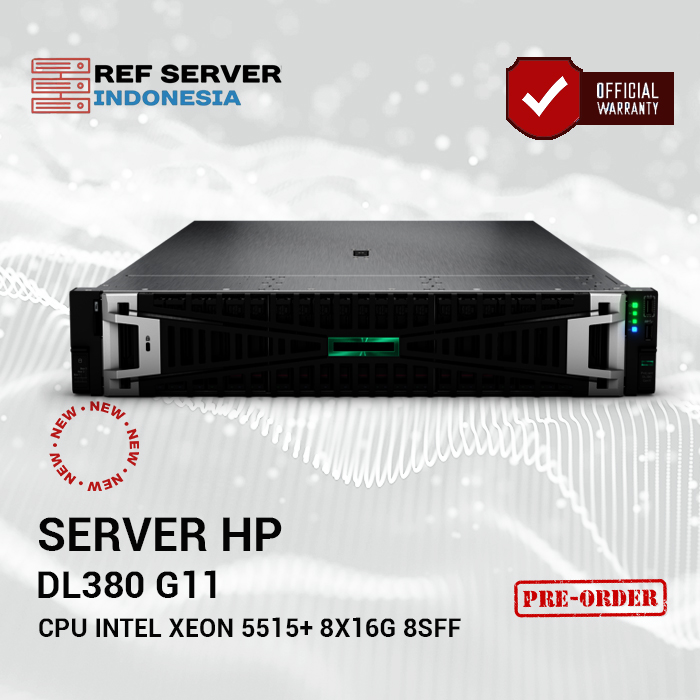 REF SERVER
INDONESIA
OFFICIAL
WARRANTY
NEW • NEW • NEW • NEW • NEW •
SERVER HP
DL380 G11
PRE-ORDER
CPU INTEL XEON 5515+ 8X16G 8SFF